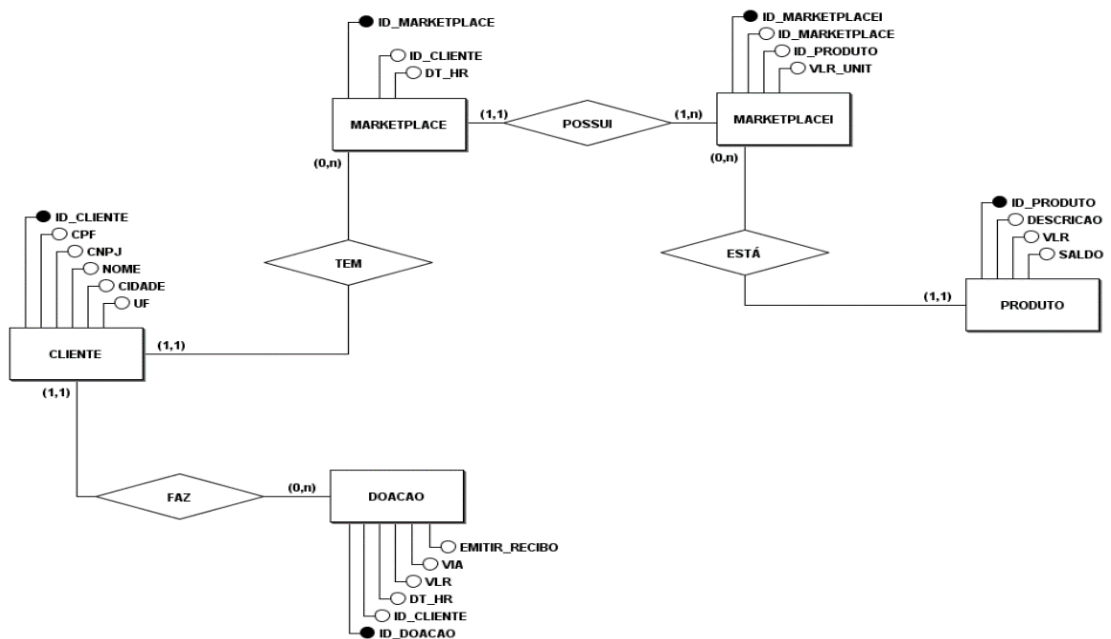 ID_MARKETPLACE
ID_CLIENTE
DT_HR
MARKETPLACE
(1,1)
POSSUI
(1,n)
ID_MARKETPLACEI
ID_MARKETPLACE
ID_PRODUTO
VLR_UNIT
MARKETPLACEI
(0,n)
(0,n)
TEM
ESTÁ
ID_PRODUTO
DESCRICAO
VLR
SALDO
(1,1)
PRODUTO
ID_CLIENTE
CPF
CNPJ
NOME
CIDADE
UF
CLIENTE
(1,1)
(1,1)
FAZ
(0,n)
DOACAO
EMITIR_RECIBO
VIA
VLR
DT_HR
ID_CLIENTE
ID_DOACAO